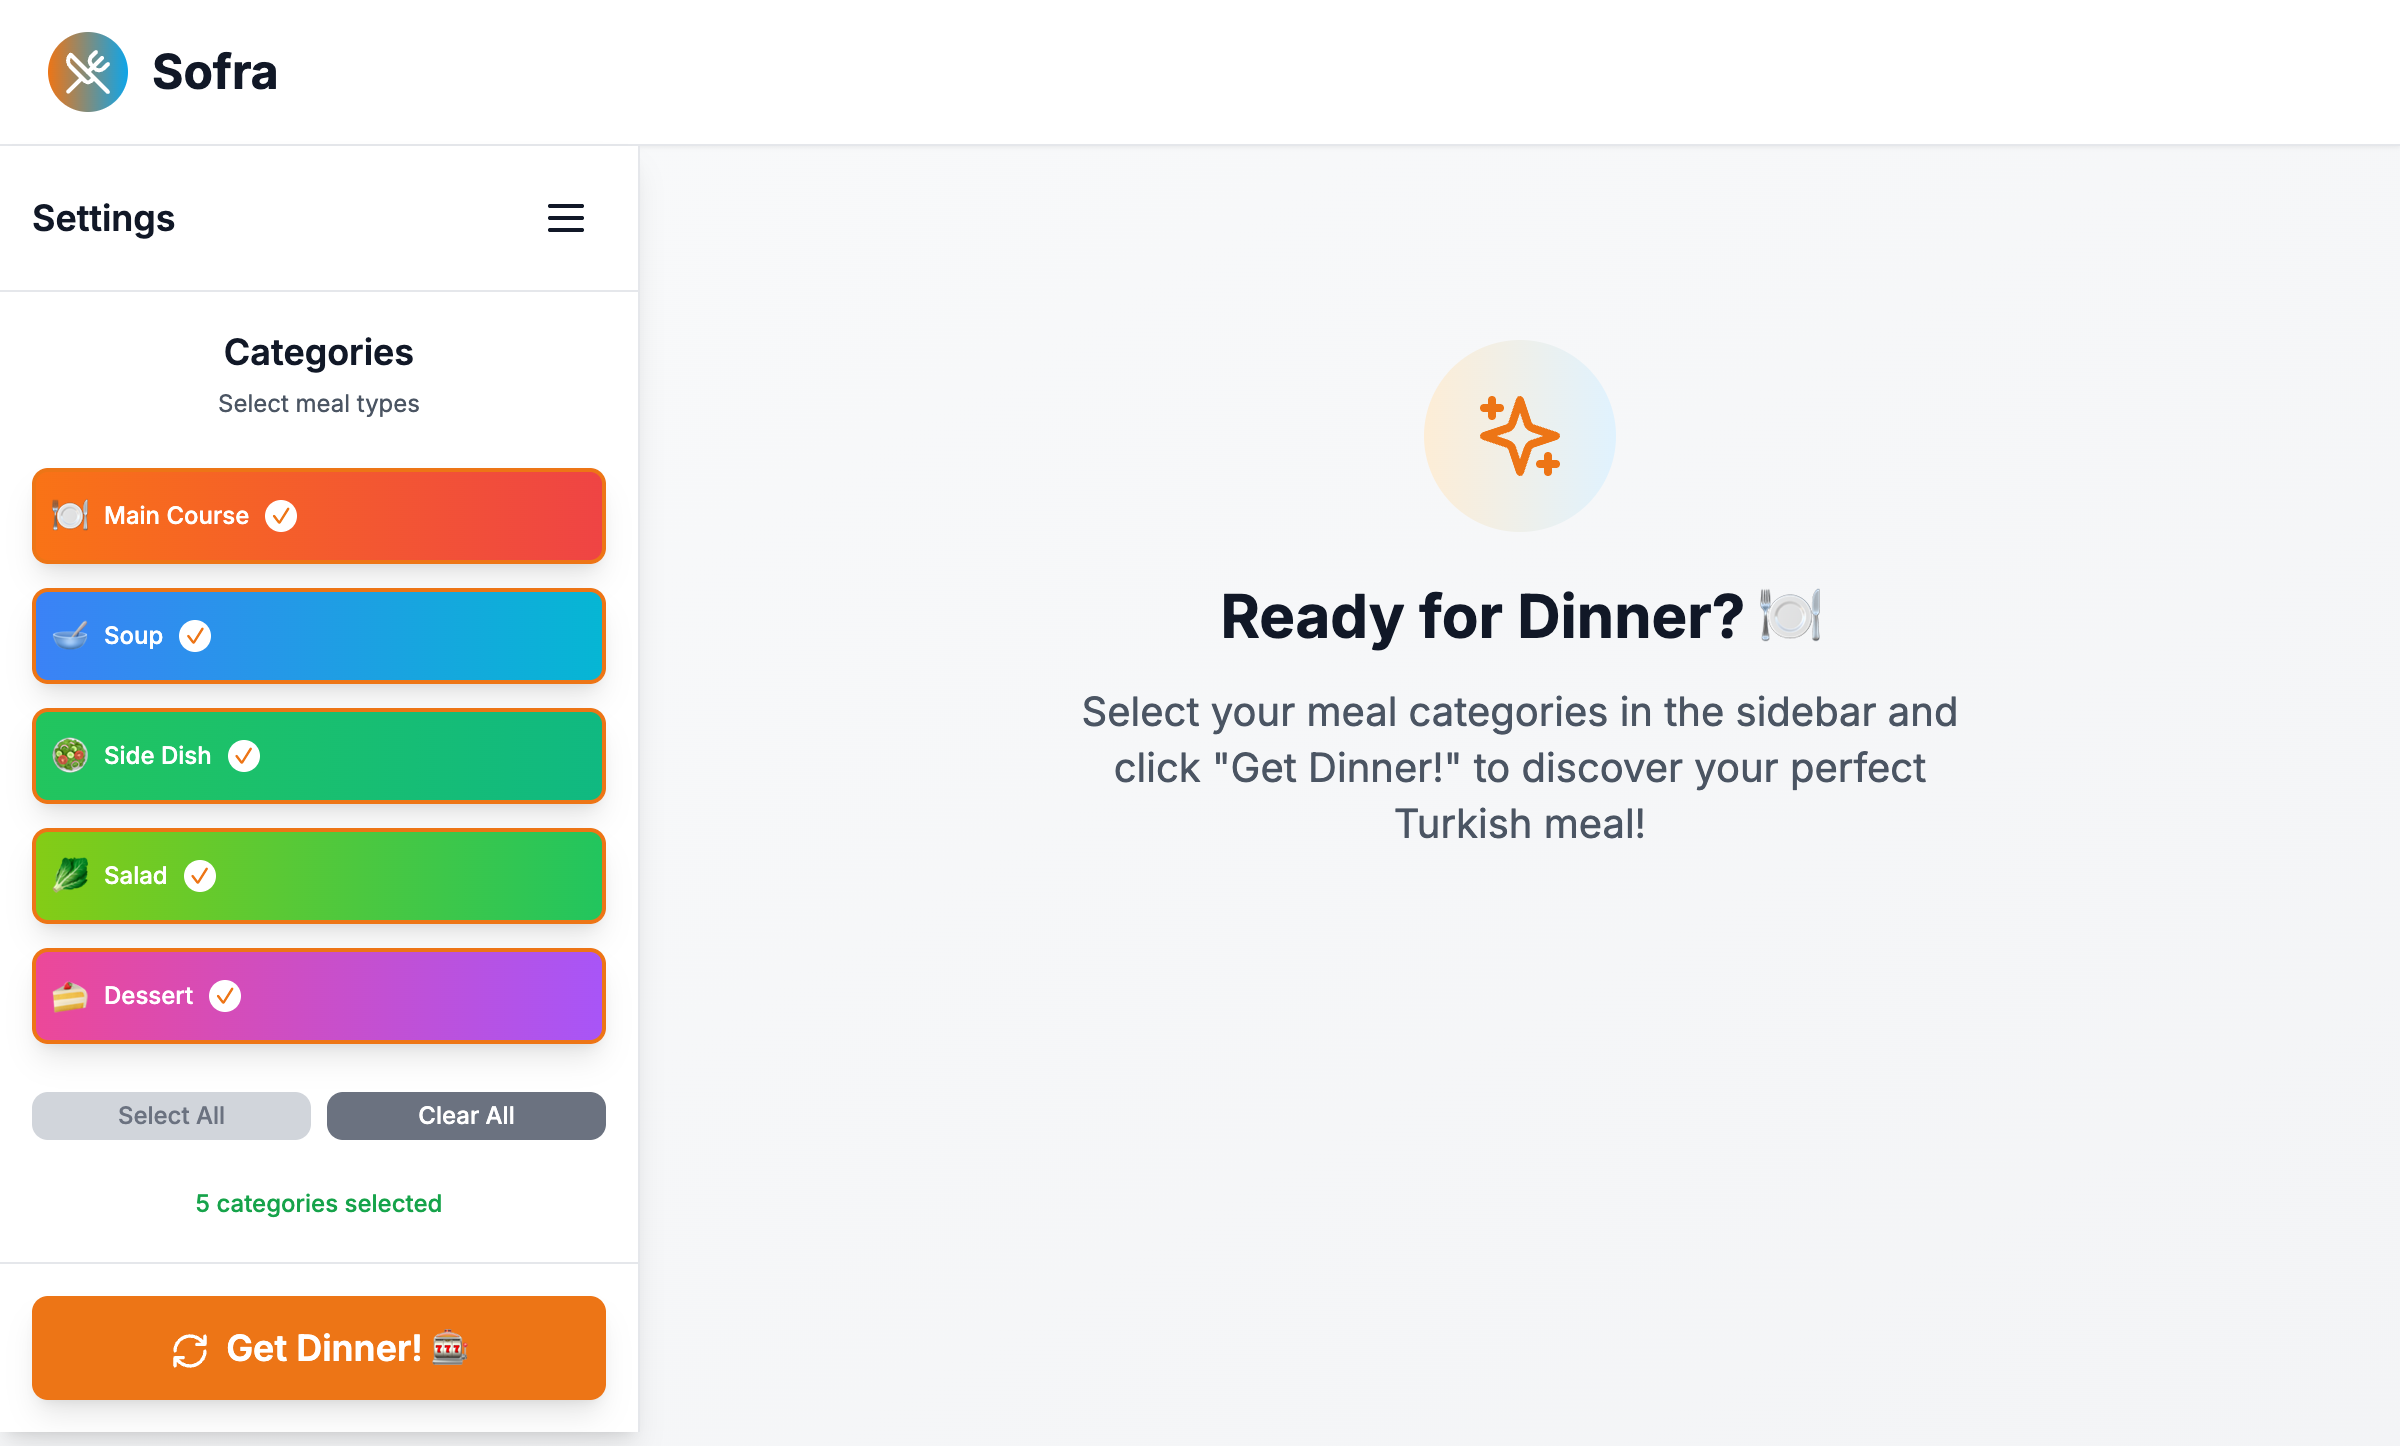 Sofra
Settings
Categories
Select meal types
Main Course
Soup
Side Dish
Salad
Dessert
Select All
Clear All
5 categories selected
Get Dinner!
Ready for Dinner?
Select your meal categories in the sidebar and
click "Get Dinner!" to discover your perfect
Turkish meal!